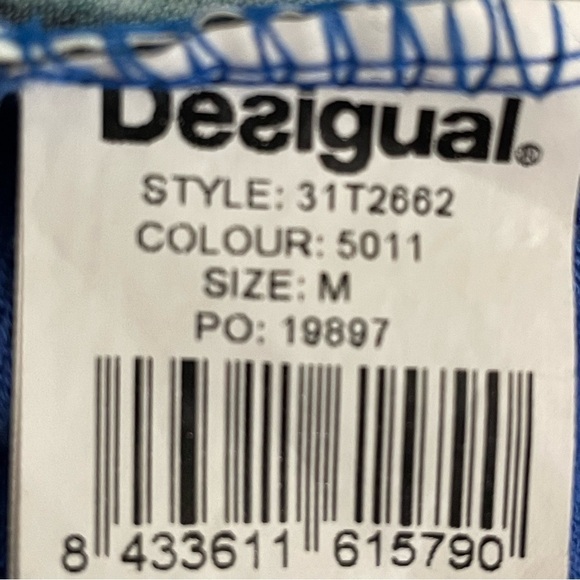 Desigual®
STYLE: 31T2662
COLOUR: 5011
SIZE: M
PO: 19897
8 433611 615790